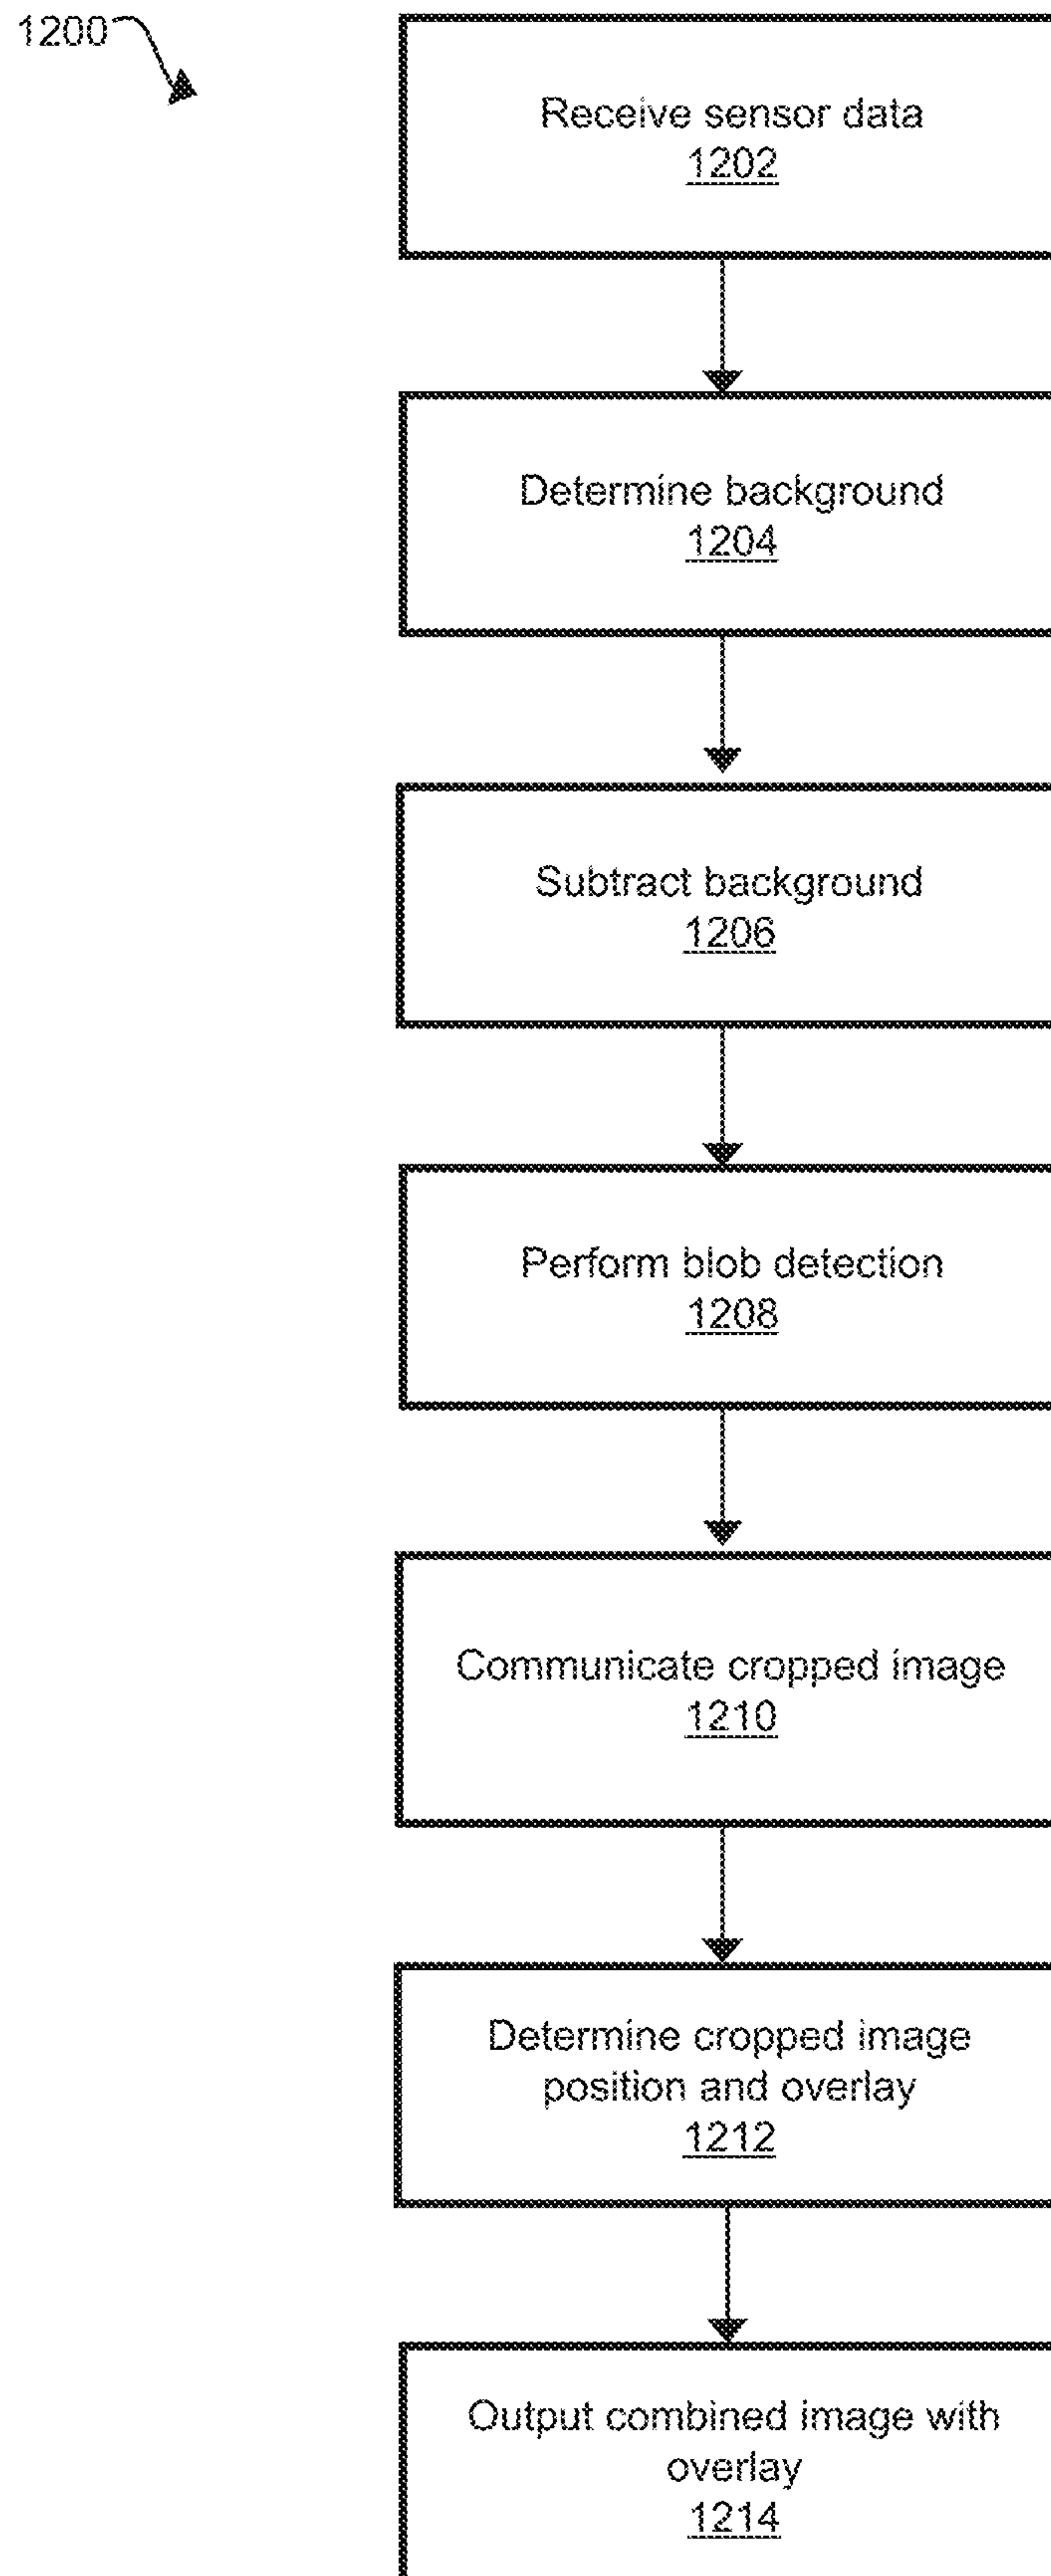 1200
Receive sensor data
1202
Determine background
1204
Subtract background
1206
Perform blob detection
1208
Communicate cropped image
1210
Determine cropped image
position and overlay
1212
Output combined image with
overlay
1214